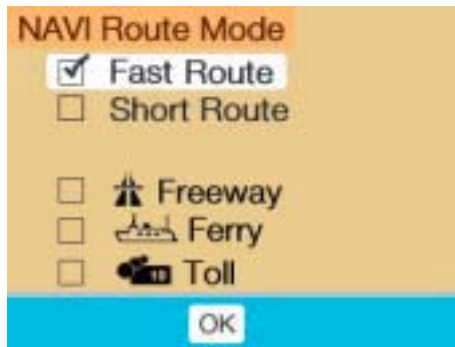 NAVI Route Mode
Fast Route
Short Route
Freeway
Ferry
Toll
OK